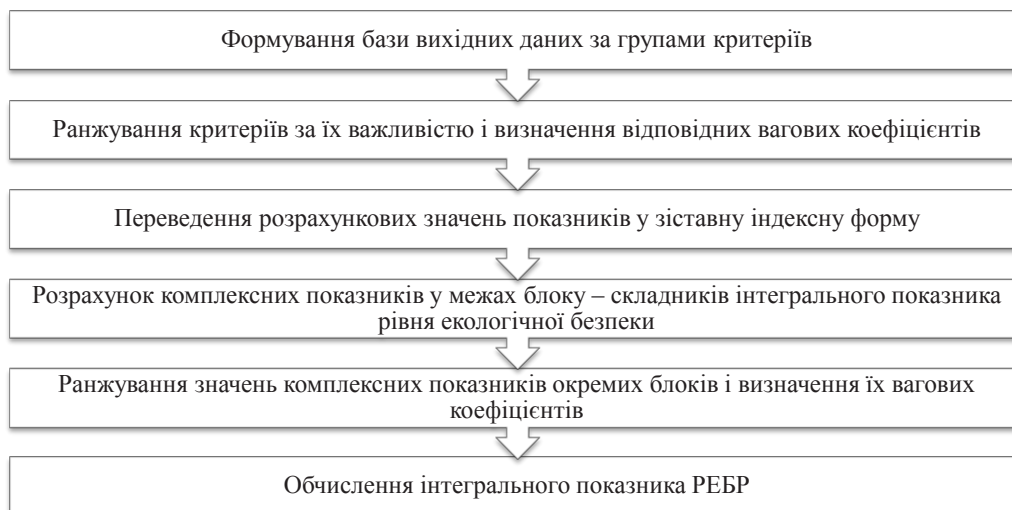 Формування бази вихідних даних за групами критеріїв
Ранжування критеріїв за їх важливістю і визначення відповідних вагових коефіцієнтів
Переведення розрахункових значень показників у зіставну індексну форму
Розрахунок комплексних показників у межах блоку – складників інтегрального показника
рівня екологічної безпеки
Ранжування значень комплексних показників окремих блоків і визначення їх вагових
коефіцієнтів
Обчислення інтегрального показника РЕБР